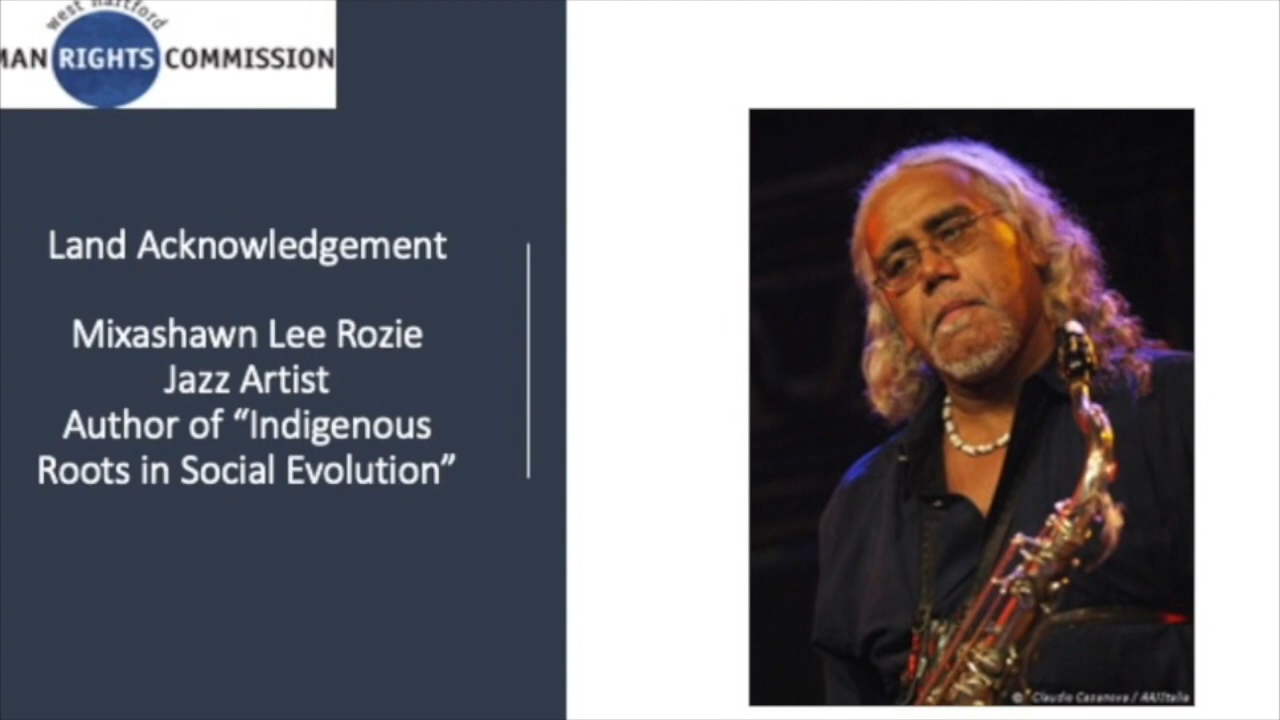 west hartford
MAN RIGHTS COMMISSION
Land Acknowledgement
Mixashawn Lee Rozie
Jazz Artist
Author of “Indigenous
Roots in Social Evolution”
© Claudio Casanova / AAJItalia